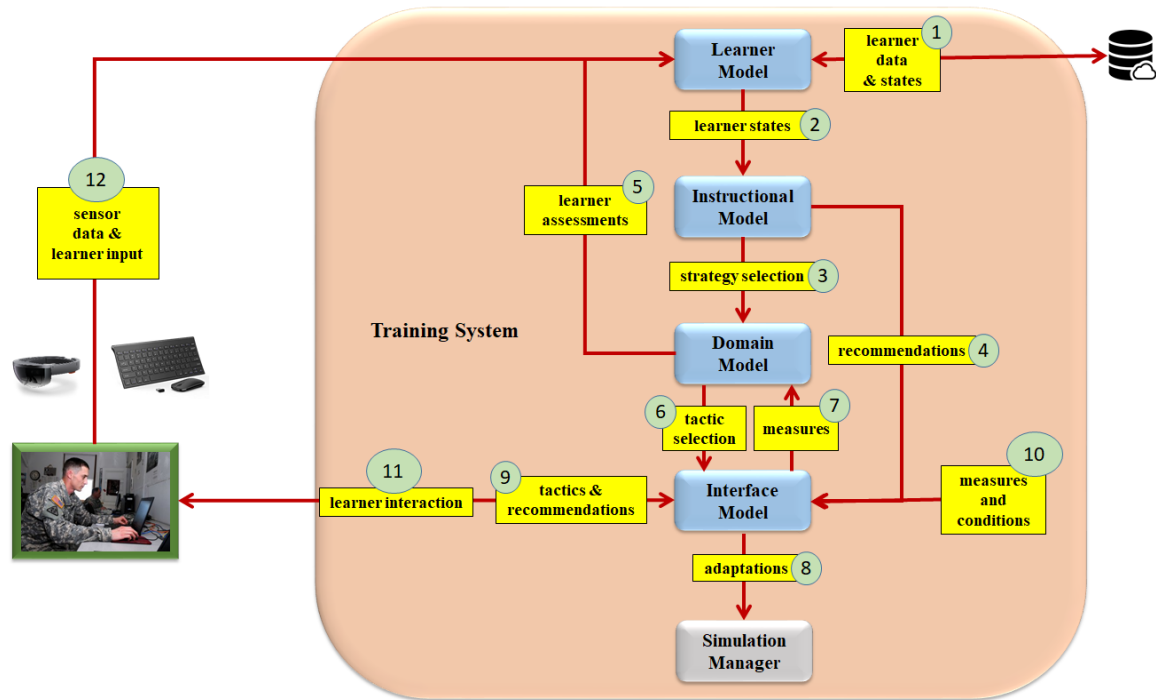 1
Learner
Model
learner
data
& states
learner states
2
12
sensor
data &
learner input
5
learner
assessments
Instructional
Model
strategy selection
3
Training System
Domain
Model
recommendations
4
6
tactic
selection
7
measures
11
learner interaction
9
tactics &
recommendations
Interface
Model
10
measures
and
conditions
adaptations
8
Simulation
Manager